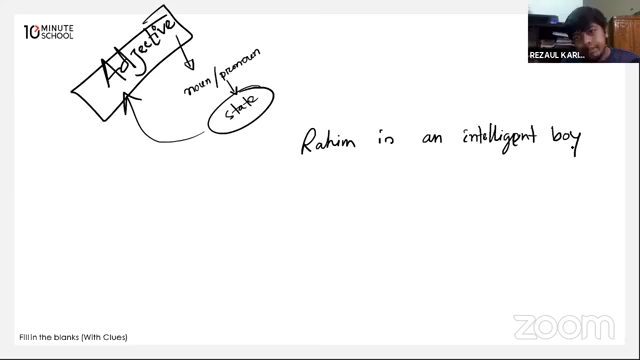 10 MINUTE SCHOOL
Adjective
noun / pronoun
state
Rahim is an intelligent boy
REZAUL KARI...
Fill in the blanks (With Clues)
zoom